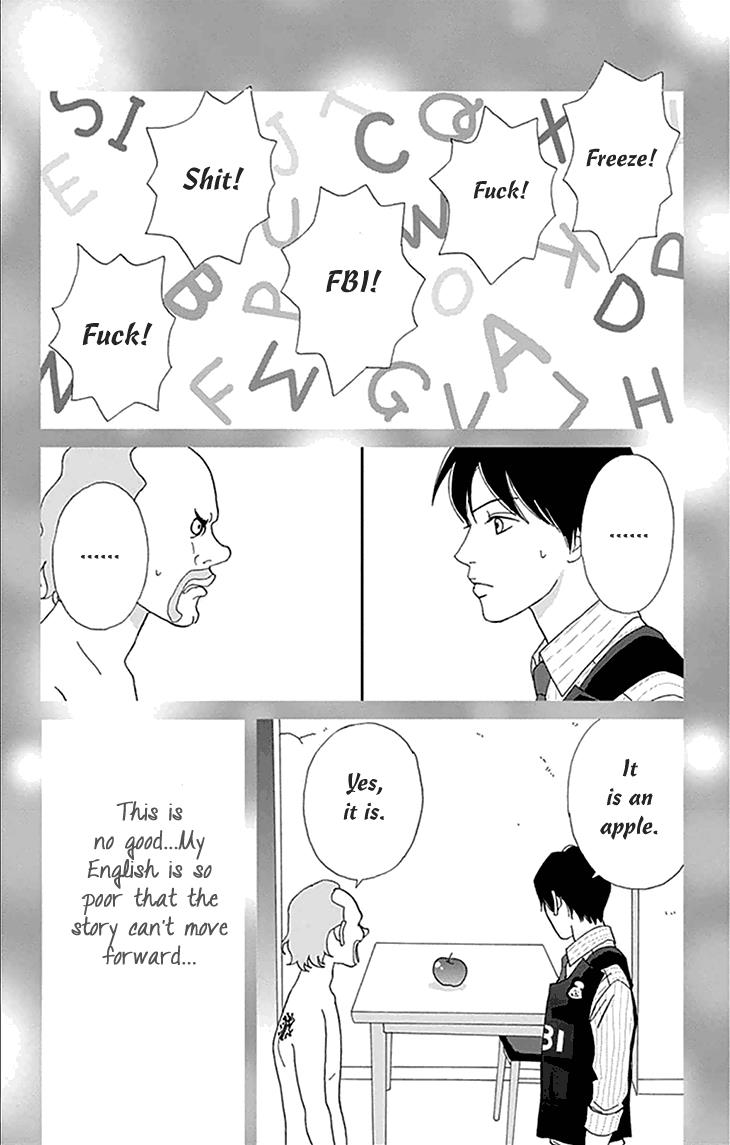 Freeze!
Fuck!
Shit!
FBI!
Fuck!
S I J I C Q X
E U W K D
B P O D
N F M G V A L H
......
......
It
is an
apple.
Yes,
it is.
BI
This is
no good...My
English is so
poor that the
story can't move
forward...